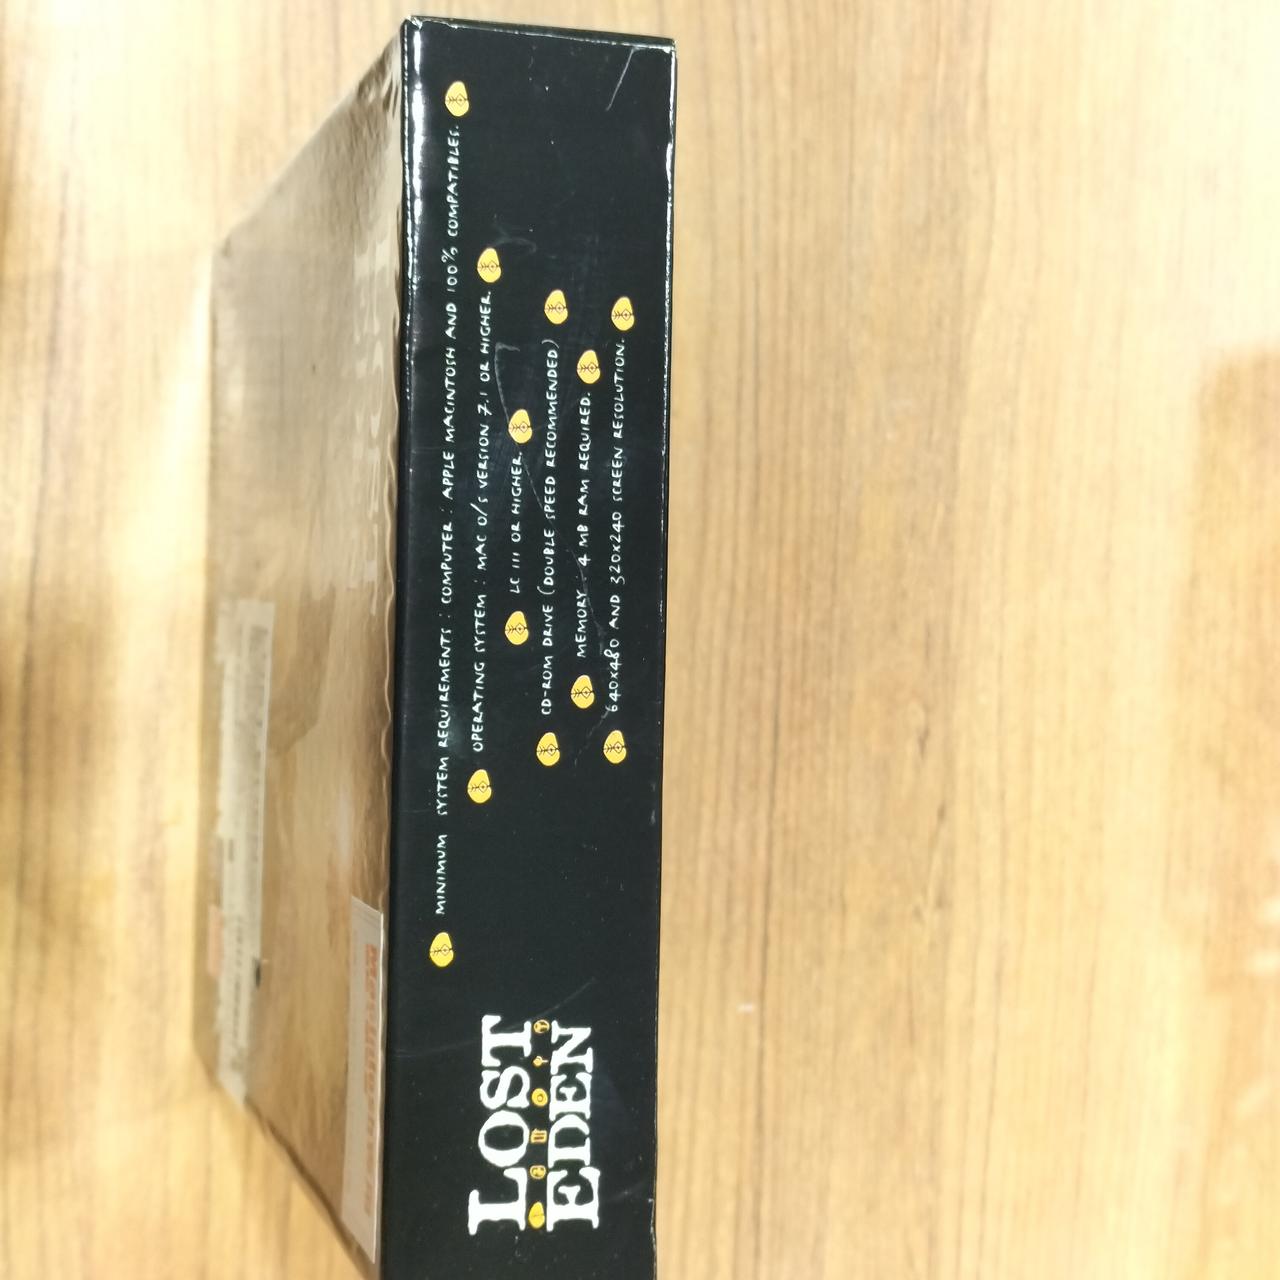 LOST
EDEN
MINIMUM SYSTEM REQUIREMENTS : COMPUTER : APPLE MACINTOSH AND 100% COMPATIBLES.
OPERATING SYSTEM : MAC O/S VERSION 7.1 OR HIGHER.
LC III OR HIGHER.
CD-ROM DRIVE (DOUBLE SPEED RECOMMENDED)
MEMORY : 4 MB RAM REQUIRED.
640x480 AND 320x240 SCREEN RESOLUTION.